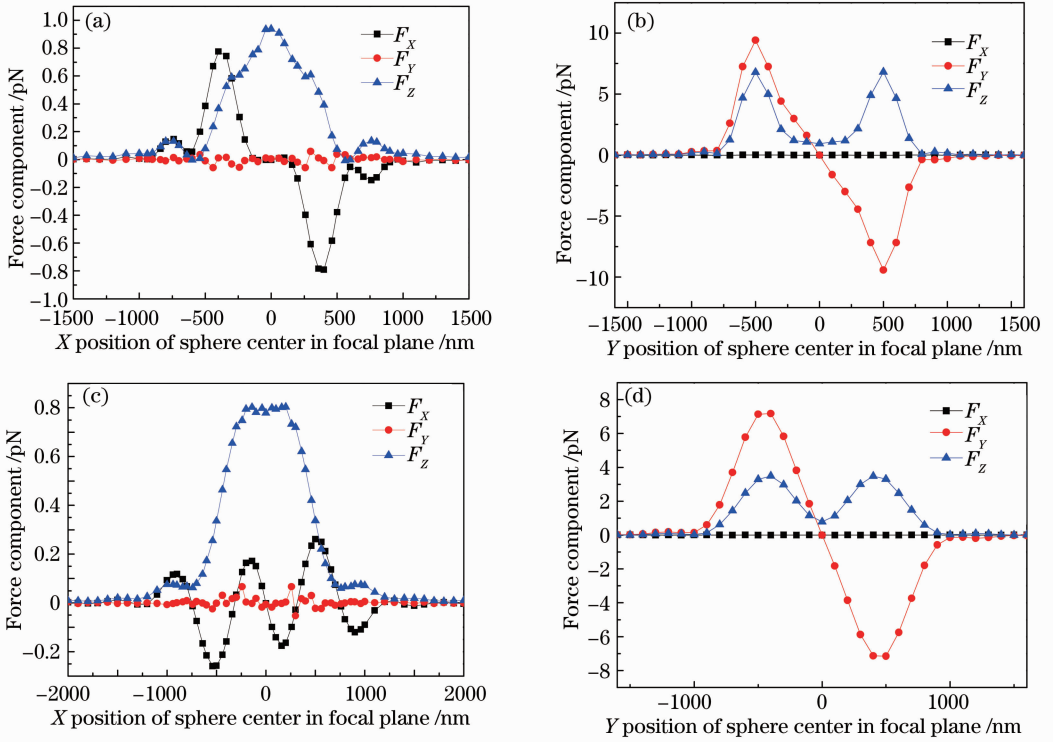 (a)
Force component /pN
1.0
0.8
0.6
0.4
0.2
0
−0.2
−0.4
−0.6
−0.8
−1.0
F_X
F_Y
F_Z
−1500 −1000 −500 0 500 1000 1500
X position of sphere center in focal plane /nm
(b)
Force component /pN
10
5
0
−5
−10
F_X
F_Y
F_Z
−1500 −1000 −500 0 500 1000 1500
Y position of sphere center in focal plane /nm
(c)
Force component /pN
0.8
0.6
0.4
0.2
0
−0.2
F_X
F_Y
F_Z
−2000 −1000 0 1000 2000
X position of sphere center in focal plane /nm
(d)
Force component /pN
8
6
4
2
0
−2
−4
−6
−8
F_X
F_Y
F_Z
−1000 0 1000
Y position of sphere center in focal plane /nm